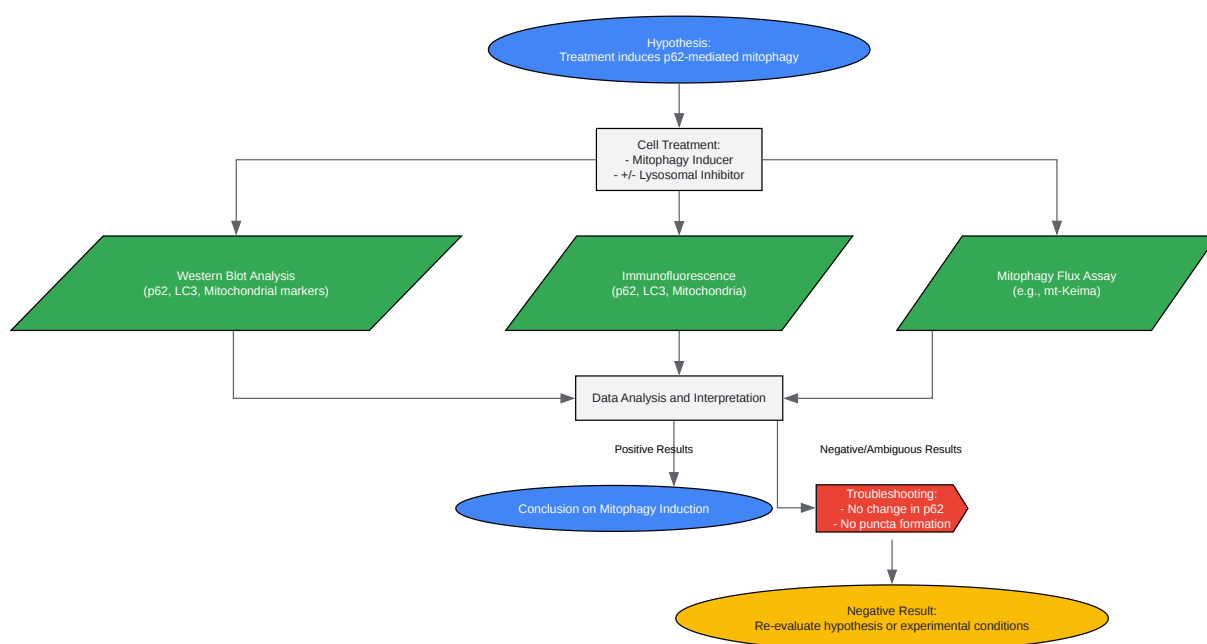 Hypothesis:
Treatment induces p62-mediated mitophagy
Cell Treatment:
- Mitophagy Inducer
- +/- Lysosomal Inhibitor
Western Blot Analysis
(p62, LC3, Mitochondrial markers)
Immunofluorescence
(p62, LC3, Mitochondria)
Mitophagy Flux Assay
(e.g., mt-Keima)
Data Analysis and Interpretation
Positive Results
Negative/Ambiguous Results
Conclusion on Mitophagy Induction
Troubleshooting:
- No change in p62
- No puncta formation
Negative Result:
Re-evaluate hypothesis or experimental conditions